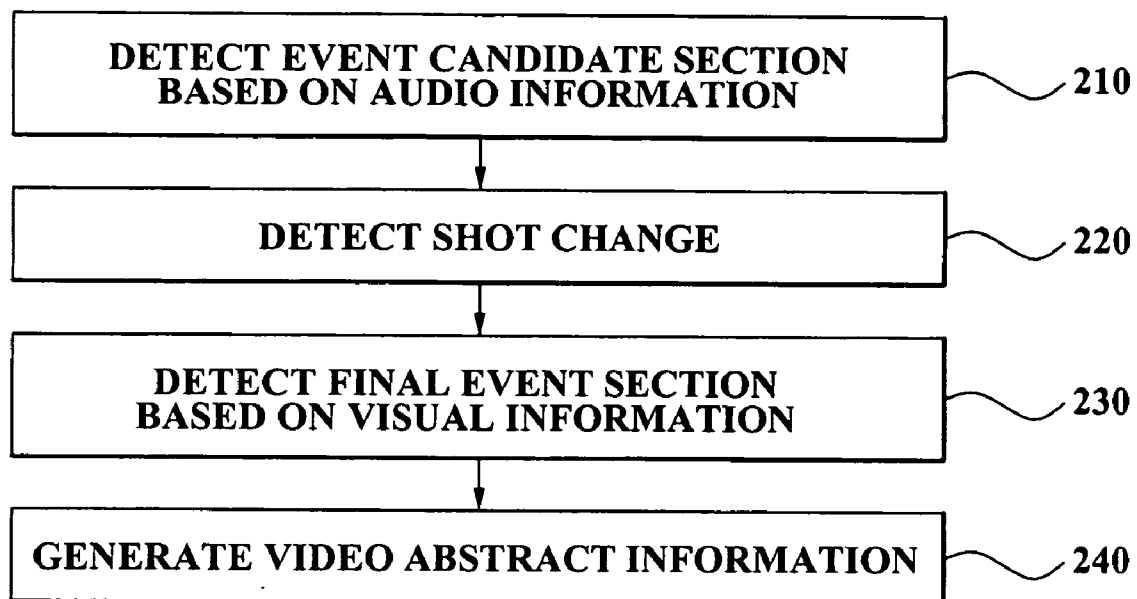 DETECT EVENT CANDIDATE SECTION
BASED ON AUDIO INFORMATION
210
DETECT SHOT CHANGE
220
DETECT FINAL EVENT SECTION
BASED ON VISUAL INFORMATION
230
GENERATE VIDEO ABSTRACT INFORMATION
240